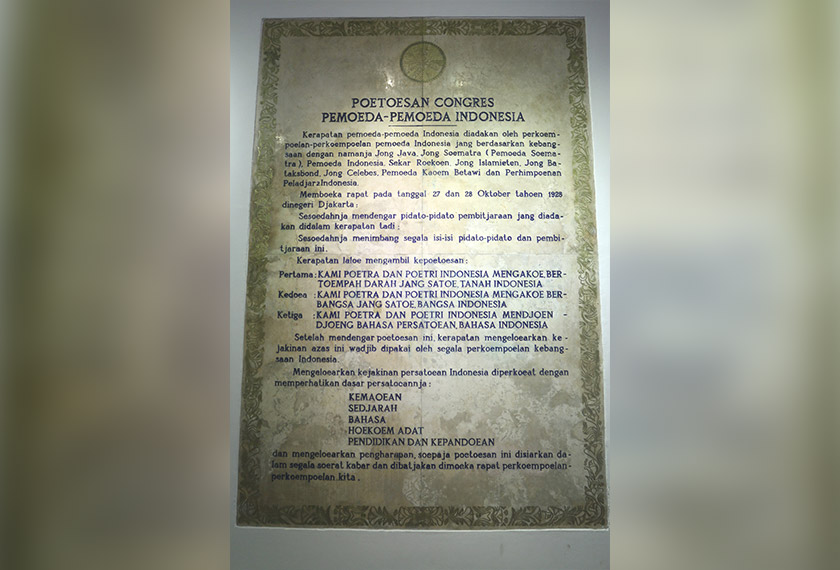 POETOESAN CONGRES
PEMOEDA-PEMOEDA INDONESIA
Kerapatan pemoeda-pemoeda Indonesia diadakan oleh perkoem-
poelan-perkoempoelan pemoeda Indonesia jang berdasarkan kebang-
saan dengan namanja Jong Java, Jong Soematra (Pemoeda Soema-
tra), Pemoeda Indonesia, Sekar Roekoen, Jong Islamieten, Jong Ba-
taksbond, Jong Celebes, Pemoeda Kaoem Betawi dan Perhimpoenan
PeladjarzIndonesia.
Memboeka rapat pada tanggal 27 dan 28 Oktober tahoen 1928
dinegeri Djakarta:
Sesoedahnja mendengar pidato-pidato pembitjaraan jang diada-
kan didalam kerapatan tadi;
Sesoedahnja menimbang segala isi-isi pidato-pidato dan pembi-
tjaraan ini.
Kerapatan laloe mengambil kepoetoesan:
Pertama: KAMI POETRA DAN POETRI INDONESIA MENGAKOE, BER-
TOEMPAH DARAH JANG SATOE, TANAH INDONESIA
Kedoea : KAMI POETRA DAN POETRI INDONESIA MENGAKOE BER-
BANGSA JANG SATOE, BANGSA INDONESIA
Ketiga : KAMI POETRA DAN POETRI INDONESIA MENDJOEN -
DJOENG BAHASA PERSATOEAN, BAHASA INDONESIA
Setelah mendengar poetoesan ini, kerapatan mengeloearkan ke-
jakinan azas ini wadjib dipakai oleh segala perkoempoelan kebang-
saan Indonesia.
Mengeloearkan kejakinan persatoean Indonesia diperkoeat dengan
memperhatikan dasar persatocannja:
KEMAOEAN
SEDJARAH
BAHASA
HOEKOEM ADAT
PENDIDIKAN DAN KEPANDOEAN
dan mengeloearkan pengharapan, soepaja poetoesan ini disiarkan da-
lam segala soerat kabar dan dibatjakan dimoeka rapat perkoempoelan-
perkoempoelan kita.